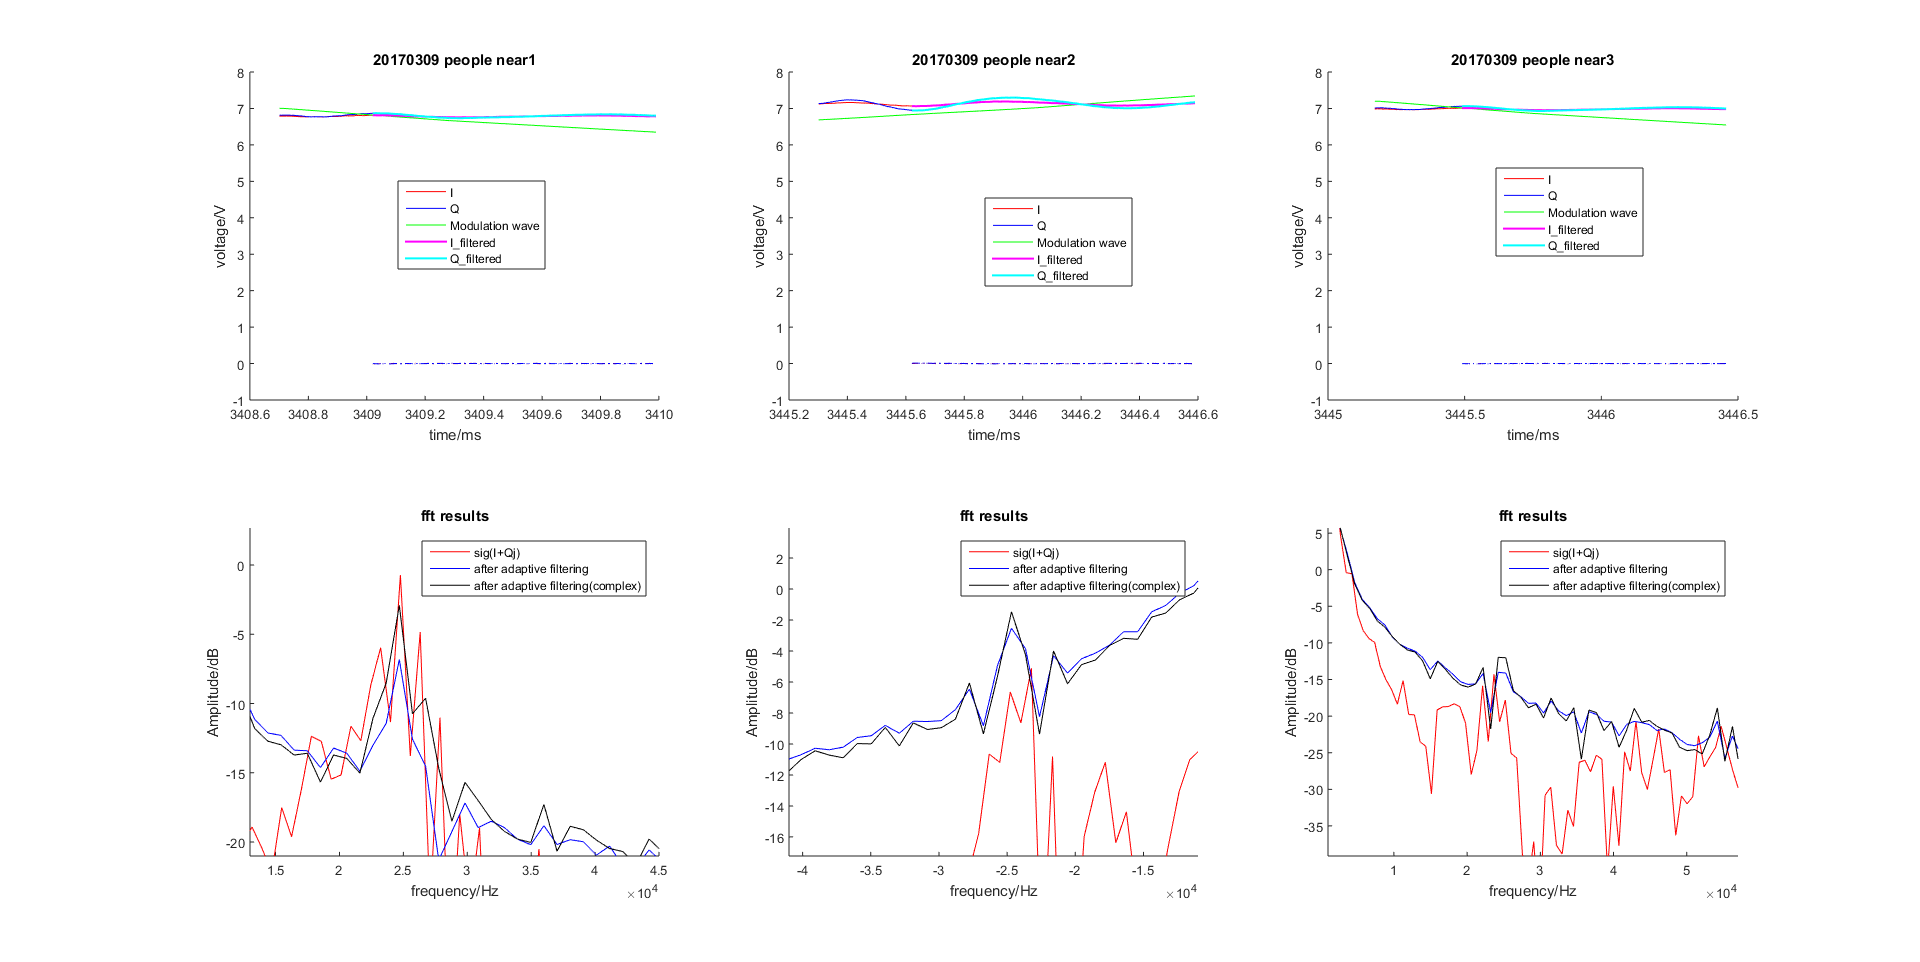 20170309 people near1
8
7
6
5
4
3
2
1
0
-1
voltage/V
I
Q
Modulation wave
I_filtered
Q_filtered
3408.6 3408.8 3409 3409.2 3409.4 3409.6 3409.8 3410
time/ms
20170309 people near2
8
7
6
5
4
3
2
1
0
-1
voltage/V
I
Q
Modulation wave
I_filtered
Q_filtered
3445.2 3445.4 3445.6 3445.8 3446 3446.2 3446.4 3446.6
time/ms
20170309 people near3
8
7
6
5
4
3
2
1
0
-1
voltage/V
I
Q
Modulation wave
I_filtered
Q_filtered
3445 3445.5 3446 3446.5
time/ms
fft results
sig(I+Qj)
after adaptive filtering
after adaptive filtering(complex)
0
-5
-10
-15
-20
Amplitude/dB
1.5 2 2.5 3 3.5 4 4.5
frequency/Hz
×10^4
fft results
sig(I+Qj)
after adaptive filtering
after adaptive filtering(complex)
2
0
-2
-4
-6
-8
-10
-12
-14
-16
Amplitude/dB
-4 -3.5 -3 -2.5 -2 -1.5
frequency/Hz
×10^4
fft results
sig(I+Qj)
after adaptive filtering
after adaptive filtering(complex)
5
0
-5
-10
-15
-20
-25
-30
-35
Amplitude/dB
1 2 3 4 5
frequency/Hz
×10^4